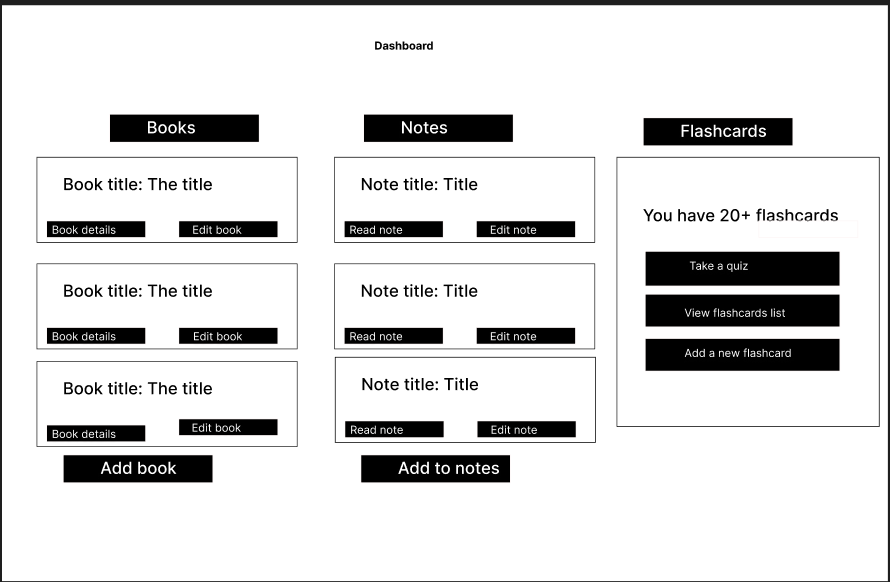 Dashboard
Books
Book title: The title
Book details
Edit book
Book title: The title
Book details
Edit book
Book title: The title
Book details
Edit book
Add book
Notes
Note title: Title
Read note
Edit note
Note title: Title
Read note
Edit note
Note title: Title
Read note
Edit note
Add to notes
Flashcards
You have 20+ flashcards
Take a quiz
View flashcards list
Add a new flashcard